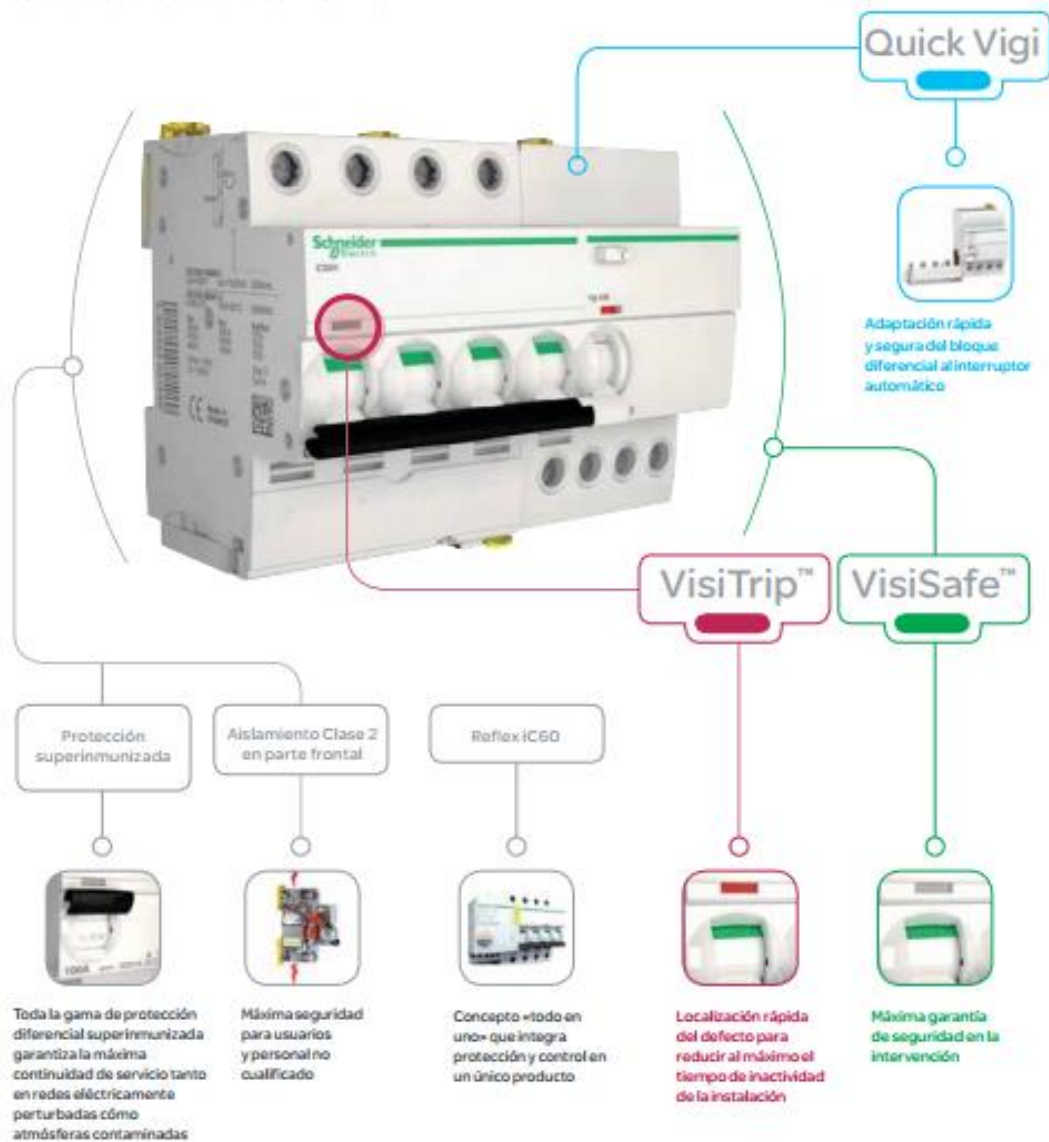 Quick Vigi
Adaptación rápida
y segura del bloque
diferencial al interruptor
automático
Schneider
Electric
VisiTrip™
VisiSafe™
Protección
superinmunizada
Aislamiento Clase 2
en parte frontal
Reflex iC60
100A
Toda la gama de protección
diferencial superinmunizada
garantiza la máxima
continuidad de servicio tanto
en redes eléctricamente
perturbadas cómo
atmósferas contaminadas
Máxima seguridad
para usuarios
y personal no
cualificado
Concepto «todo en
uno» que integra
protección y control en
un único producto
Localización rápida
del defecto para
reducir al máximo el
tiempo de inactividad
de la instalación
Máxima garantía
de seguridad en la
intervención